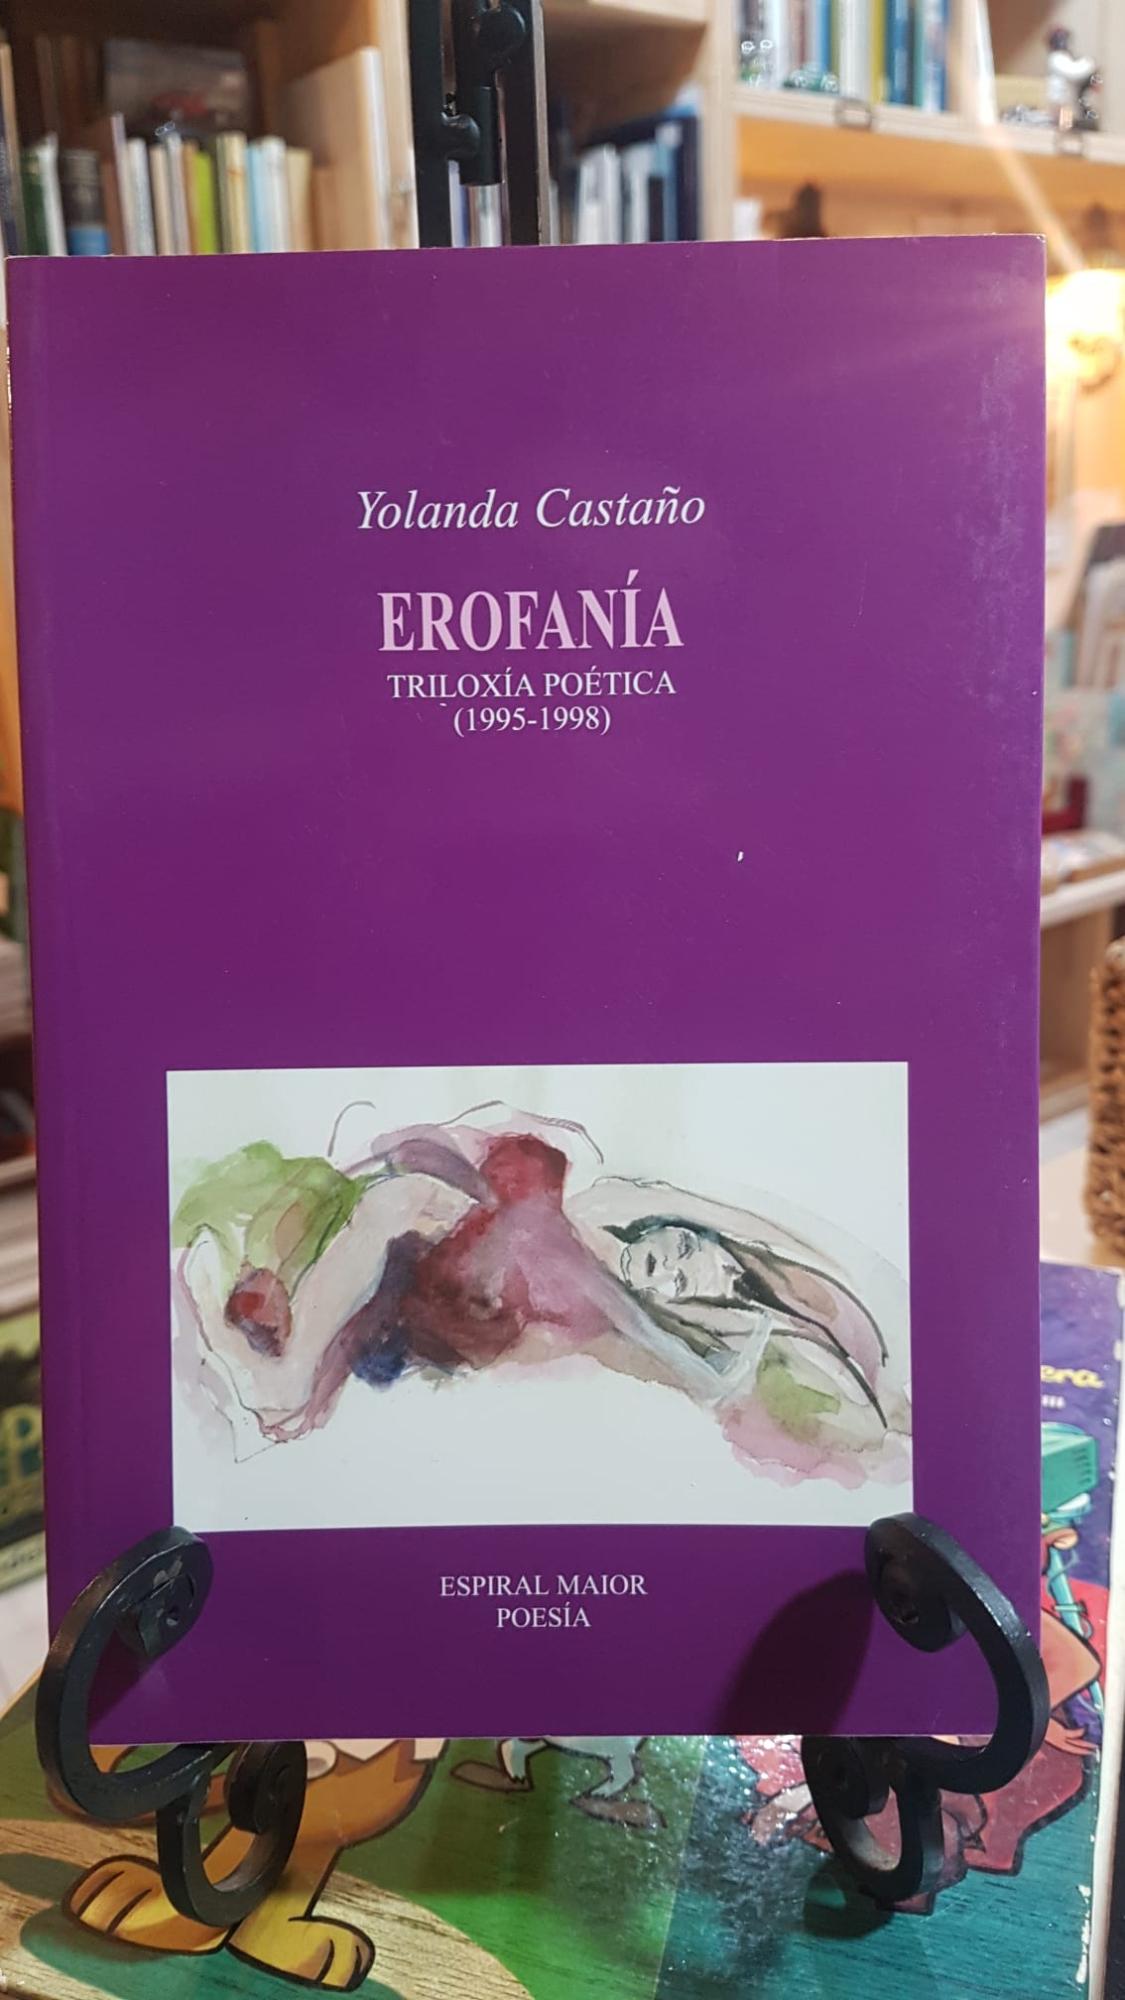 Yolanda Castaño
EROFANÍA
TRILOXÍA POÉTICA
(1995-1998)
ESPIRAL MAIOR
POESÍA